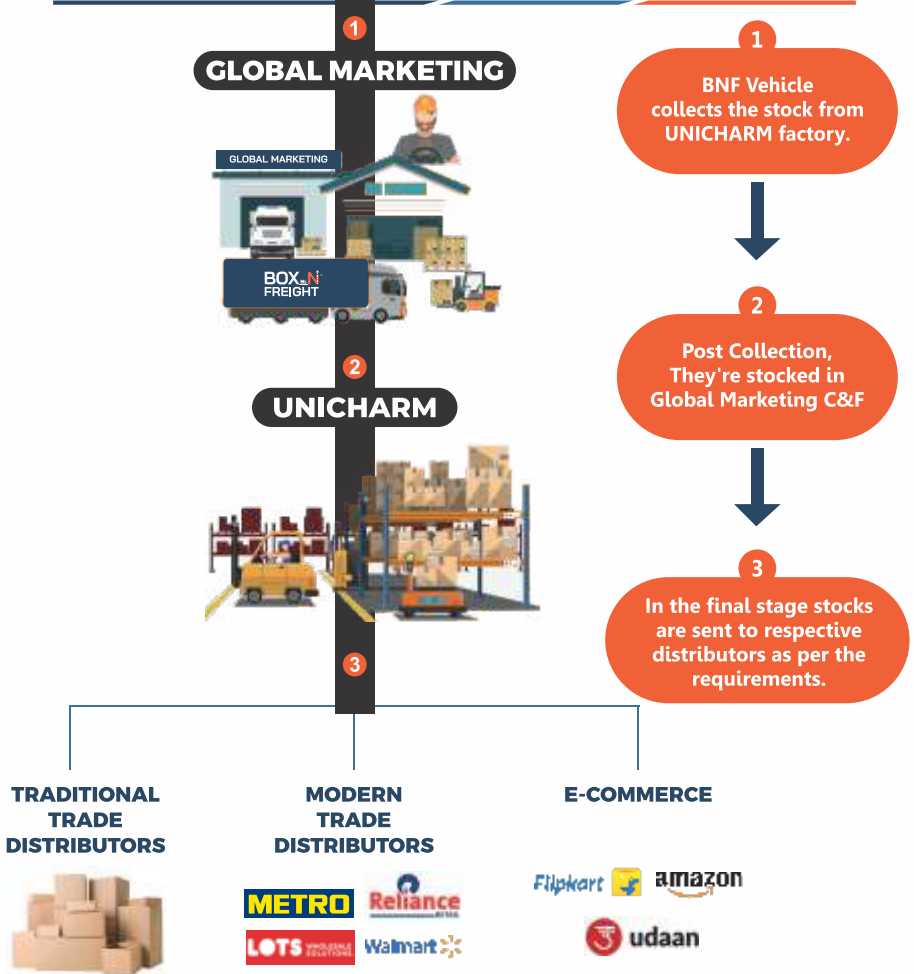 1
GLOBAL MARKETING
GLOBAL MARKETING
BOX N
FREIGHT
2
UNICHARM
3
1
BNF Vehicle
collects the stock from
UNICHARM factory.
2
Post Collection,
They're stocked in
Global Marketing C&F
3
In the final stage stocks
are sent to respective
distributors as per the
requirements.
TRADITIONAL
TRADE
DISTRIBUTORS
MODERN
TRADE
DISTRIBUTORS
METRO
Reliance
RETAIL
LOTS WHOLESALE
SOLUTIONS
Walmart
E-COMMERCE
Flipkart
amazon
udaan